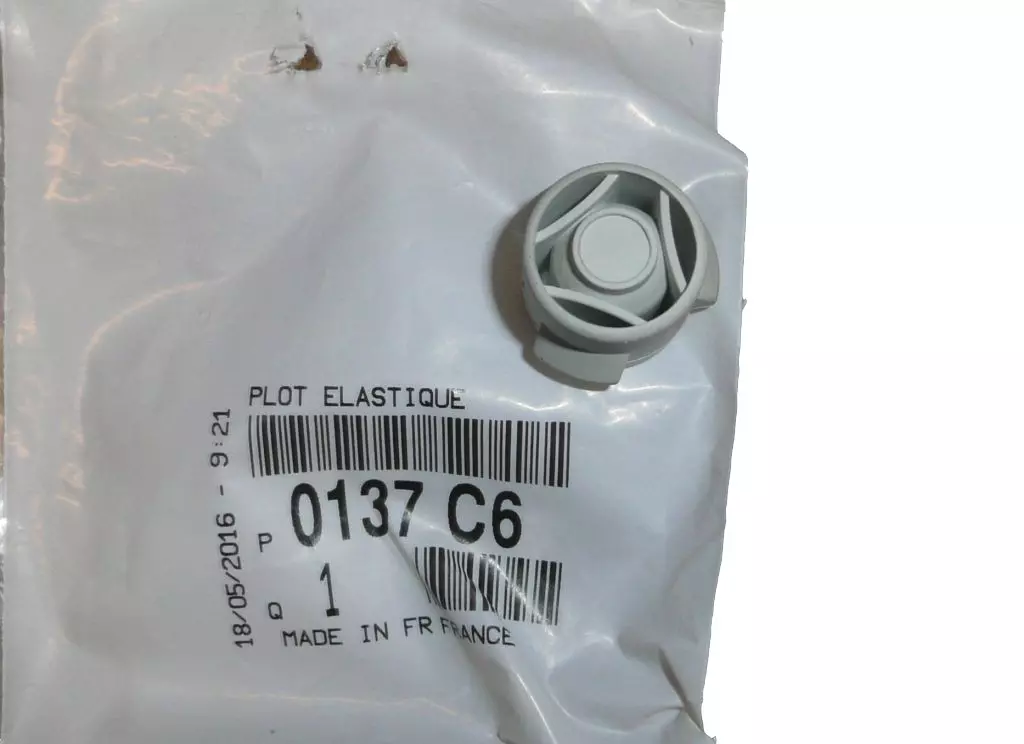 PLOT ELASTIQUE
18/05/2016 - 9:21
P 0137 C6
Q 1
MADE IN FR FRANCE